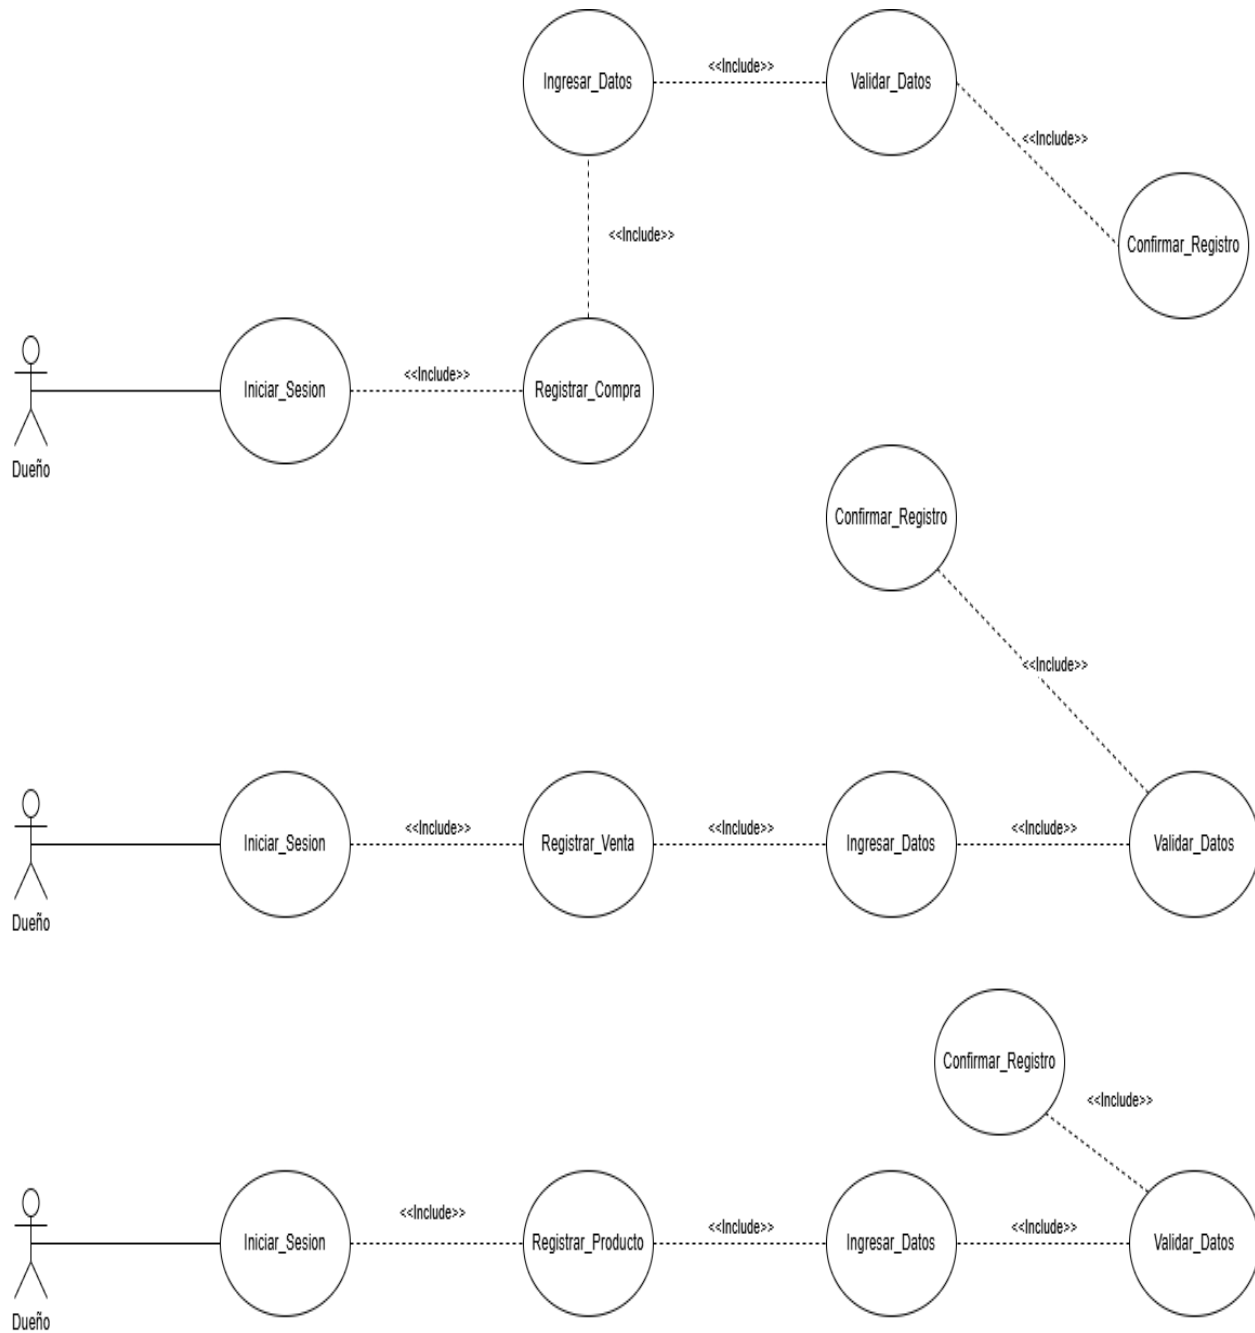 <<Include>>
Ingresar_Datos
Validar_Datos
<<Include>>
<<Include>>
Confirmar_Registro
<<Include>>
Iniciar_Sesion
Registrar_Compra
Dueño
Confirmar_Registro
<<Include>>
<<Include>>
<<Include>>
<<Include>>
Iniciar_Sesion
Registrar_Venta
Ingresar_Datos
Validar_Datos
Dueño
Confirmar_Registro
<<Include>>
<<Include>>
<<Include>>
<<Include>>
Iniciar_Sesion
Registrar_Producto
Ingresar_Datos
Validar_Datos
Dueño